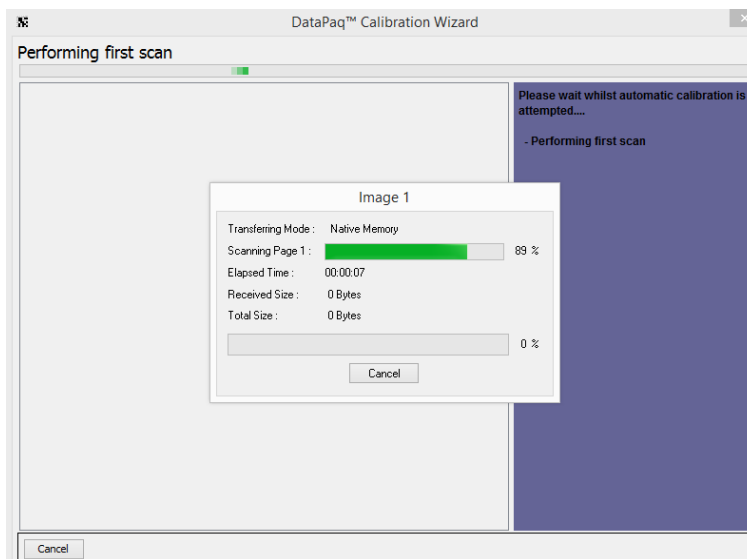 DataPaq™ Calibration Wizard
Performing first scan
Please wait whilst automatic calibration is
attempted....
- Performing first scan
Image 1
Transferring Mode : Native Memory
Scanning Page 1 : 89 %
Elapsed Time : 00:00:07
Received Size : 0 Bytes
Total Size : 0 Bytes
0 %
Cancel
Cancel